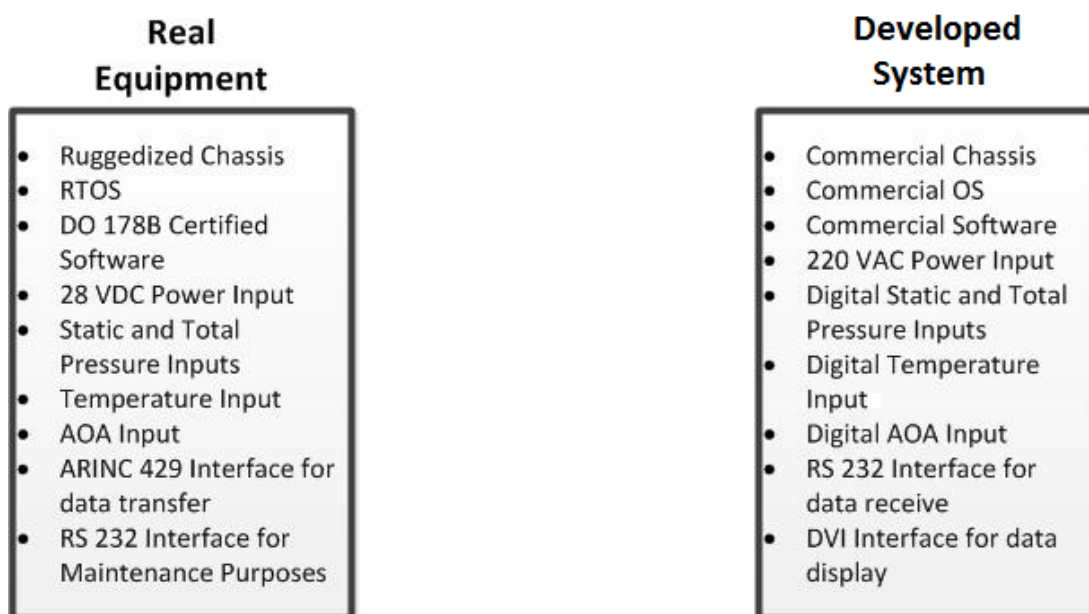 Real
Equipment
• Ruggedized Chassis
• RTOS
• DO 178B Certified
Software
• 28 VDC Power Input
• Static and Total
Pressure Inputs
• Temperature Input
• AOA Input
• ARINC 429 Interface for
data transfer
• RS 232 Interface for
Maintenance Purposes
Developed
System
• Commercial Chassis
• Commercial OS
• Commercial Software
• 220 VAC Power Input
• Digital Static and Total
Pressure Inputs
• Digital Temperature
Input
• Digital AOA Input
• RS 232 Interface for
data receive
• DVI Interface for data
display